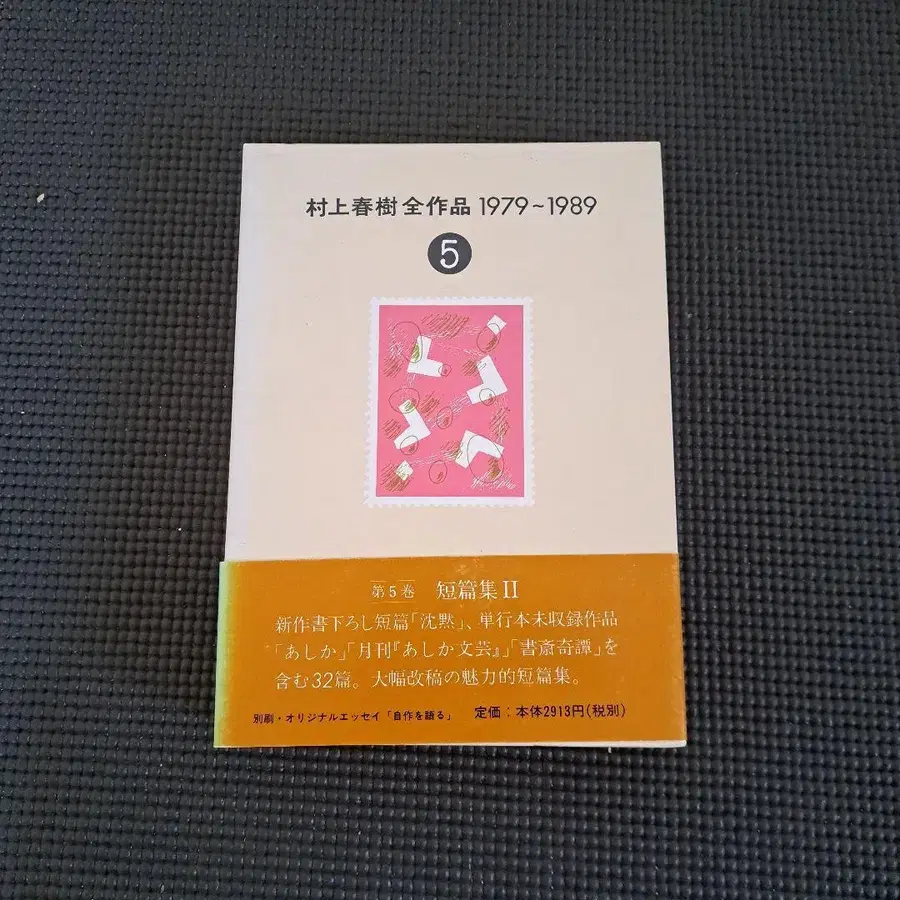 村上春樹全作品 1979~1989
5
第5巻 短篇集II
新作書下ろし短篇「沈黙」、単行本未収録作品
「あしか」「月刊『あしか文芸』」「書斎奇譚」を
含む32篇。大幅改稿の魅力的短篇集。
別刷・オリジナルエッセイ「自作を語る」 定価:本体2913円(税別)